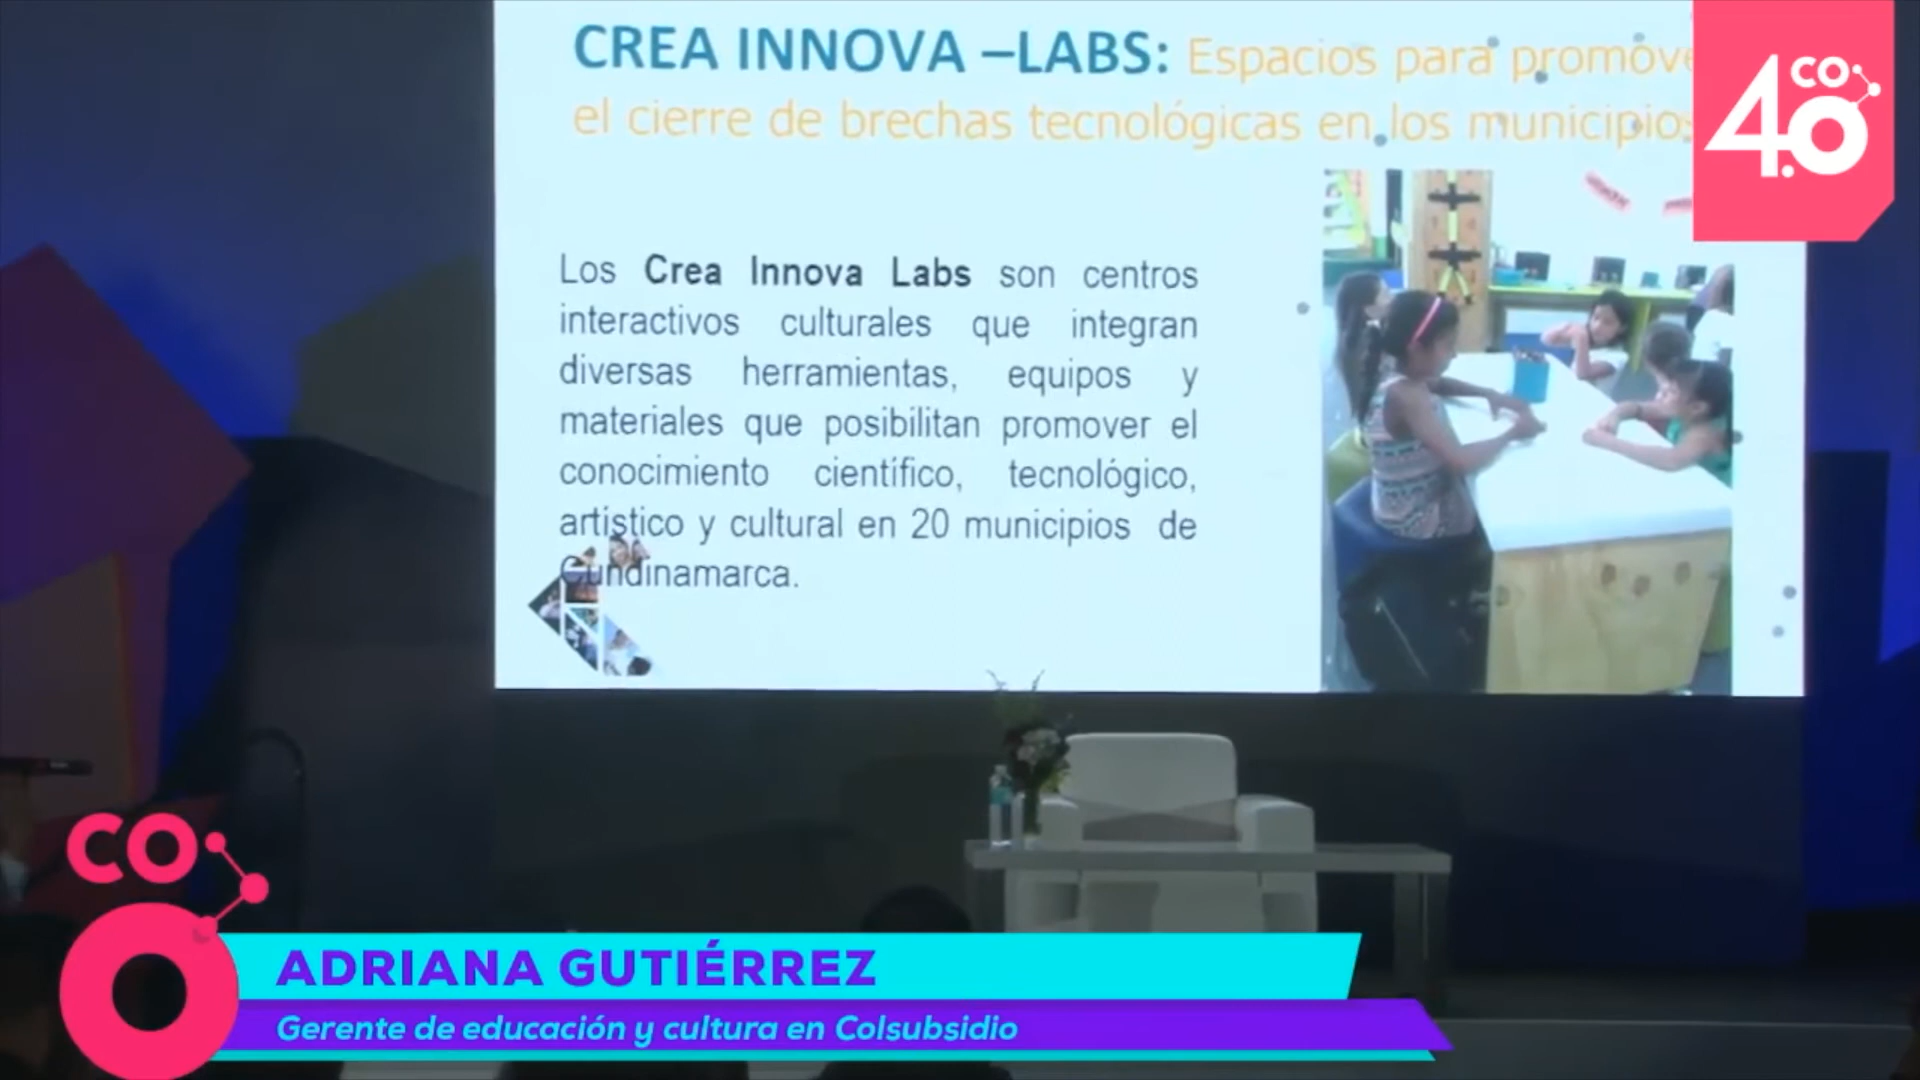 CREA INNOVA –LABS: Espacios para promove
el cierre de brechas tecnológicas en los municipios
CO
4.0
Los Crea Innova Labs son centros
interactivos culturales que integran
diversas herramientas, equipos y
materiales que posibilitan promover el
conocimiento científico, tecnológico,
artístico y cultural en 20 municipios de
Cundinamarca.
CO
ADRIANA GUTIÉRREZ
Gerente de educación y cultura en Colsubsidio